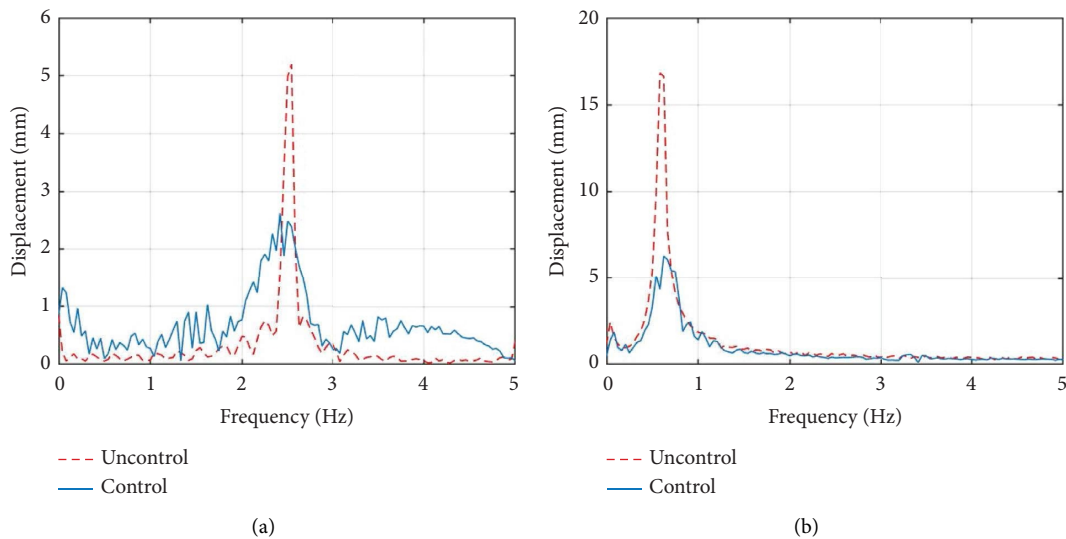 6
5
4
3
2
1
0
Displacement (mm)
0 1 2 3 4 5
Frequency (Hz)
Uncontrol
Control
(a)
20
15
10
5
0
Displacement (mm)
0 1 2 3 4 5
Frequency (Hz)
Uncontrol
Control
(b)